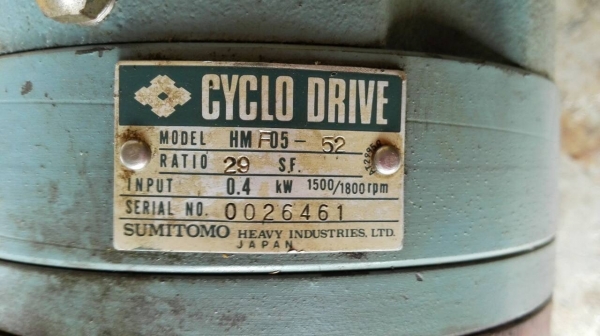 CYCLO DRIVE
MODEL HM F05- 52
RATIO 29 S.F.
INPUT 0.4 kW 1500/1800rpm
SERIAL NO. 0026461
SUMITOMO HEAVY INDUSTRIES, LTD.
JAPAN